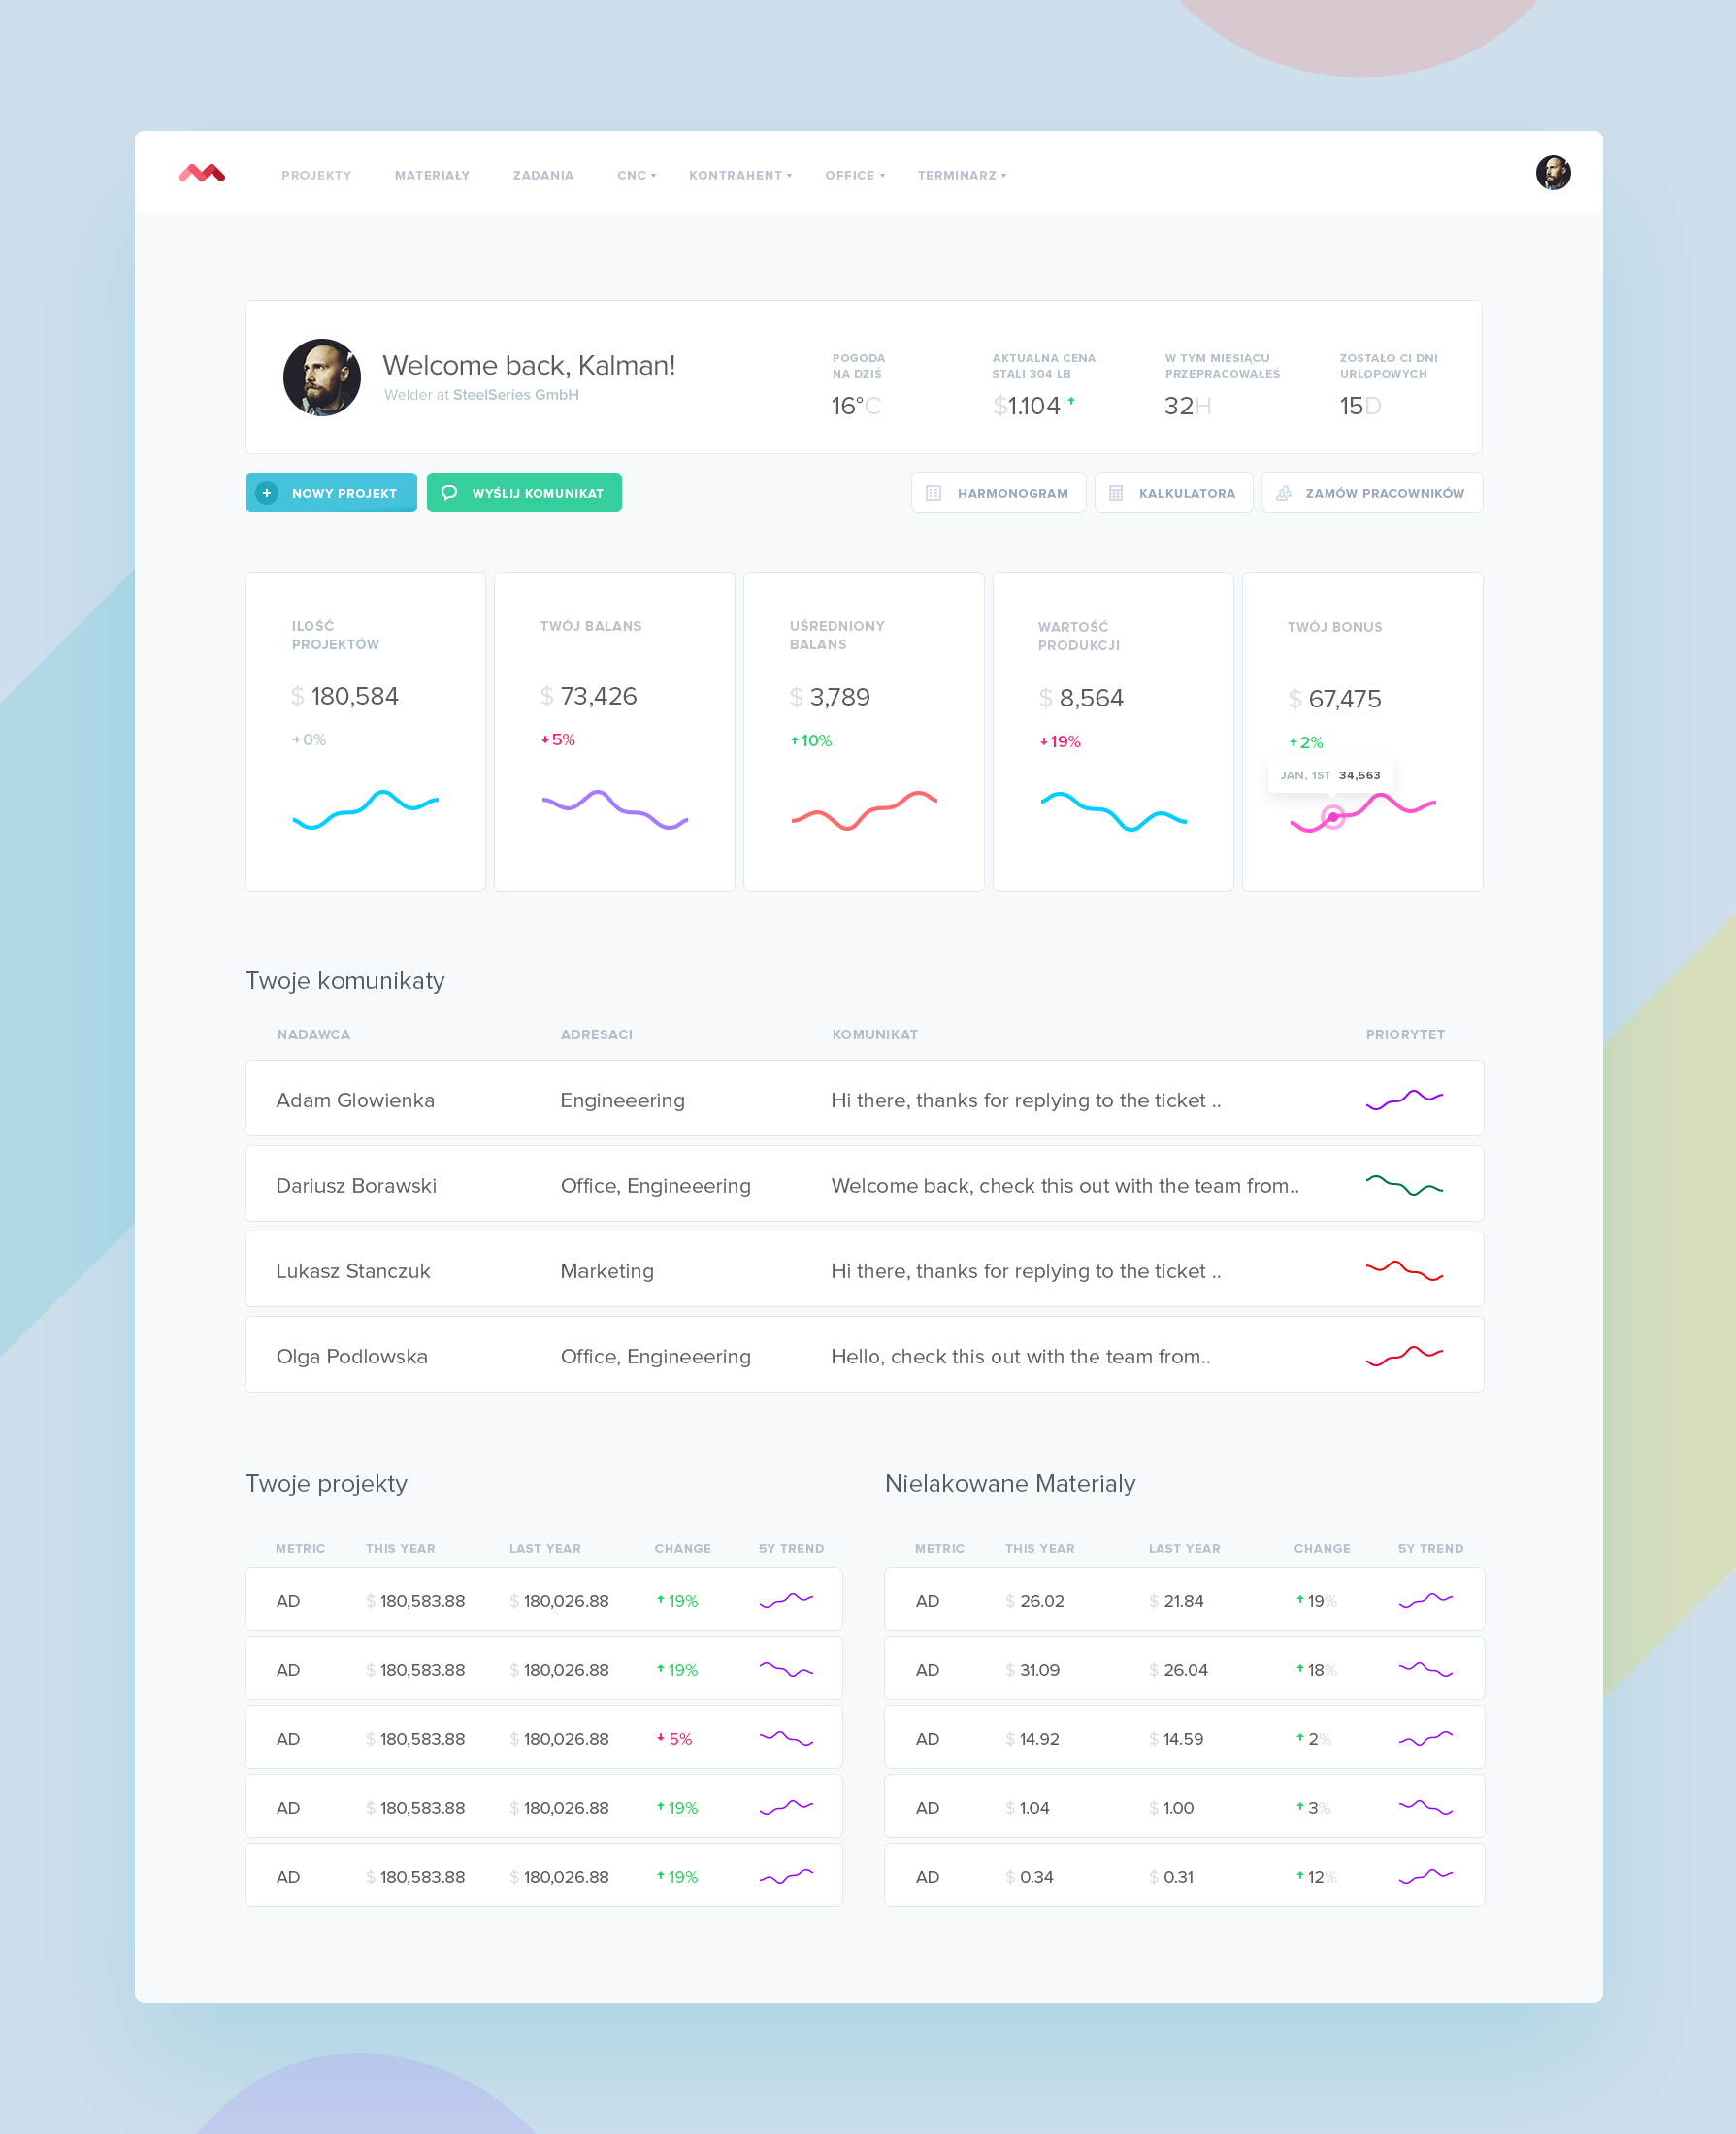 PROJEKTY MATERIAŁY ZADANIA CNC KONTRAHENT OFFICE TERMINARZ
Welcome back, Kalman!
Welder at SteelSeries GmbH
POGODA
NA DZIŚ
16°C
AKTUALNA CENA
STALI 304 LB
$1.104
W TYM MIESIĄCU
PRZEPRACOWAŁEŚ
32H
ZOSTAŁO CI DNI
URLOPOWYCH
15D
NOWY PROJEKT
WYŚLIJ KOMUNIKAT
HARMONOGRAM
KALKULATORA
ZAMÓW PRACOWNIKÓW
ILOŚĆ
PROJEKTÓW
$ 180,584
0%
TWÓJ BALANS
$ 73,426
5%
UŚREDNIONY
BALANS
$ 3,789
10%
WARTOŚĆ
PRODUKCJI
$ 8,564
19%
TWÓJ BONUS
$ 67,475
2%
JAN, 1ST 34,563
Twoje komunikaty
NADAWCA ADRESACI KOMUNIKAT PRIORYTET
Adam Glowienka Engineeering Hi there, thanks for replying to the ticket ..
Dariusz Borawski Office, Engineeering Welcome back, check this out with the team from..
Lukasz Stanczuk Marketing Hi there, thanks for replying to the ticket ..
Olga Podlowska Office, Engineeering Hello, check this out with the team from..
Twoje projekty
METRIC THIS YEAR LAST YEAR CHANGE 5Y TREND
AD $ 180,583.88 $ 180,026.88 19%
AD $ 180,583.88 $ 180,026.88 19%
AD $ 180,583.88 $ 180,026.88 5%
AD $ 180,583.88 $ 180,026.88 19%
AD $ 180,583.88 $ 180,026.88 19%
Nielakowane Materialy
METRIC THIS YEAR LAST YEAR CHANGE 5Y TREND
AD $ 26.02 $ 21.84 19%
AD $ 31.09 $ 26.04 18%
AD $ 14.92 $ 14.59 2%
AD $ 1.04 $ 1.00 3%
AD $ 0.34 $ 0.31 12%